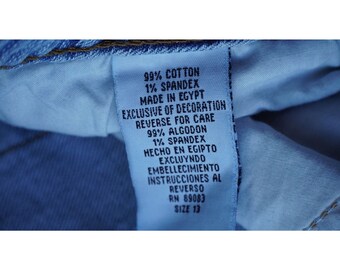 99% COTTON
1% SPANDEX
MADE IN EGYPT
EXCLUSIVE OF DECORATION
REVERSE FOR CARE
99% ALGODON
1% SPANDEX
HECHO EN EGIPTO
EXCLUYNDO
EMBELLECIMIENTO
INSTRUCCIONES AL
REVERSO
RN 89083
SIZE 13